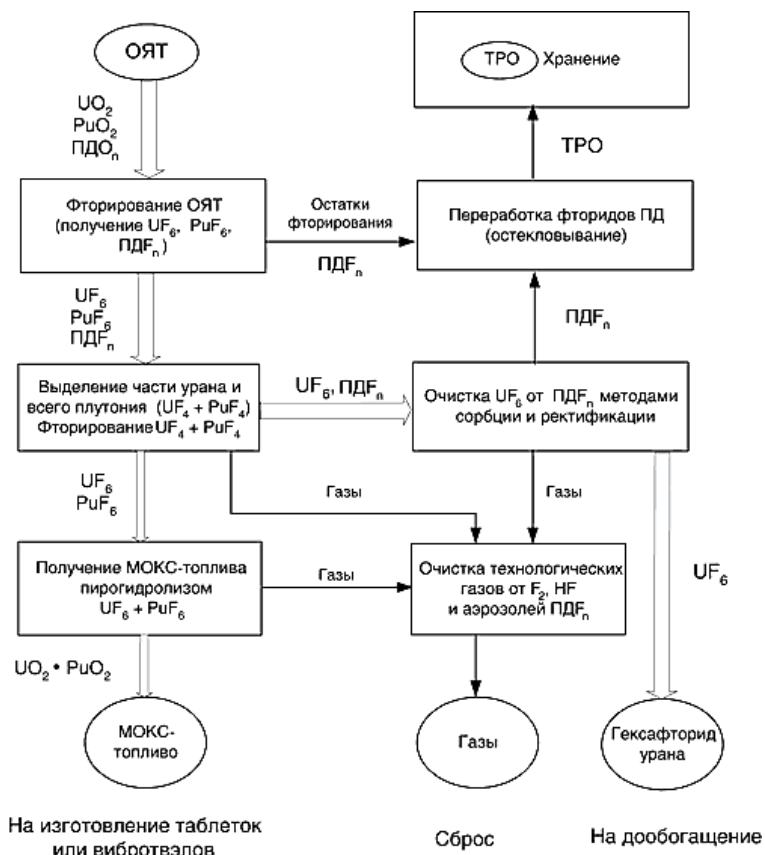 ОЯТ
ТРО Хранение
UO₂
PuO₂
ПДОₙ
ТРО
Фторирование ОЯТ
(получение UF₆, PuF₆,
ПДFₙ)
Остатки
фторирования
ПДFₙ
Переработка фторидов ПД
(остекловывание)
UF₆
PuF₆
ПДFₙ
ПДFₙ
Выделение части урана и
всего плутония (UF₄ + PuF₄)
Фторирование UF₄ + PuF₄
UF₆, ПДFₙ
Очистка UF₆ от ПДFₙ методами
сорбции и ректификации
UF₆
PuF₆
Газы
Газы
Получение МОКС-топлива
пирогидролизом
UF₆ + PuF₆
Газы
Очистка технологических
газов от F₂, HF
и аэрозолей ПДFₙ
UF₆
UO₂ • PuO₂
МОКС-
топливо
Газы
Гексафторид
урана
На изготовление таблеток
или вибротвэлов
Сброс
На дообогащение